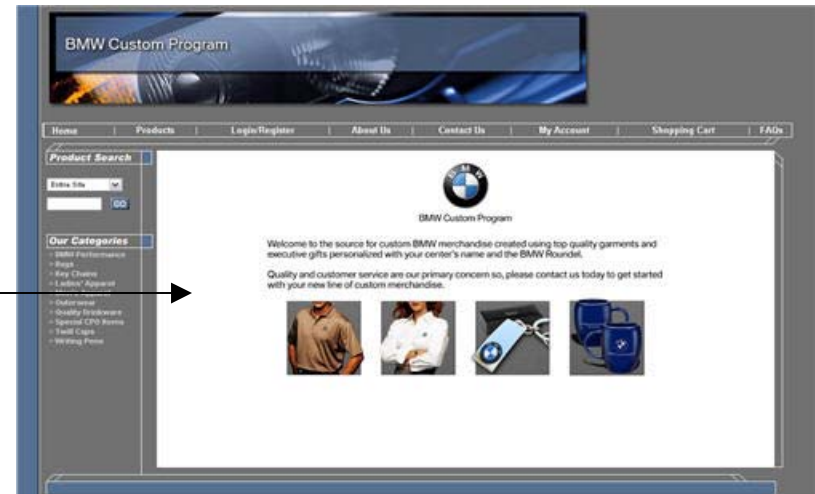 BMW Custom Program
Home | Products | Login/Register | About Us | Contact Us | My Account | Shopping Cart | FAQs
Product Search
Entire Site
GO
Our Categories
BMW Performance
Bags
Key Chains
Ladies' Apparel
Outerwear
Quality Drinkware
Special CPO Items
Twill Caps
Writing Pens
BMW
BMW Custom Program
Welcome to the source for custom BMW merchandise created using top quality garments and
executive gifts personalized with your center's name and the BMW Roundel.
Quality and customer service are our primary concern so, please contact us today to get started
with your new line of custom merchandise.